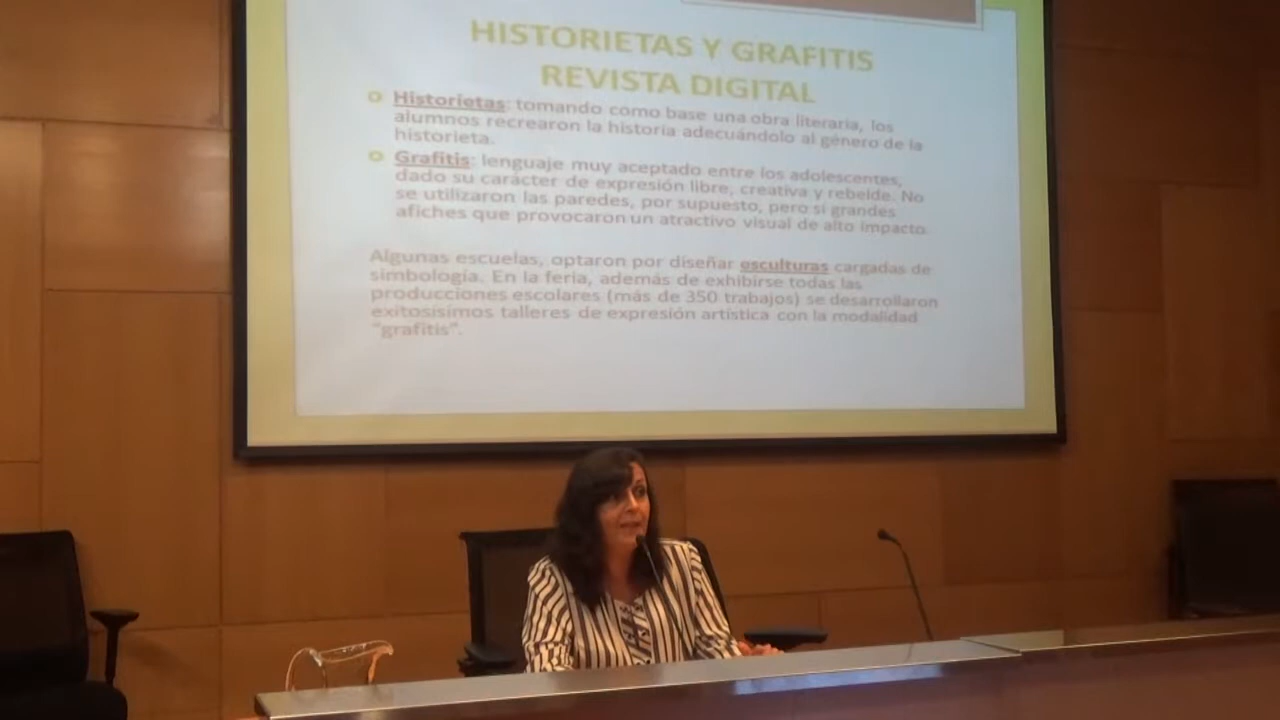 HISTORIETAS Y GRAFITIS
REVISTA DIGITAL
Historietas: tomando como base una obra literaria, los
alumnos recrearon la historia adecuándolo al género de la
historieta.
Grafitis: lenguaje muy aceptado entre los adolescentes,
dado su carácter de expresión libre, creativa y rebelde. No
se utilizaron las paredes, por supuesto, pero si grandes
afiches que provocaron un atractivo visual de alto impacto
Algunas escuelas, optaron por diseñar esculturas cargadas de
simbología. En la feria, además de exhibirse todas las
producciones escolares (más de 350 trabajos) se desarrollaron
exitosísimos talleres de expresión artística con la modalidad
"grafitis".